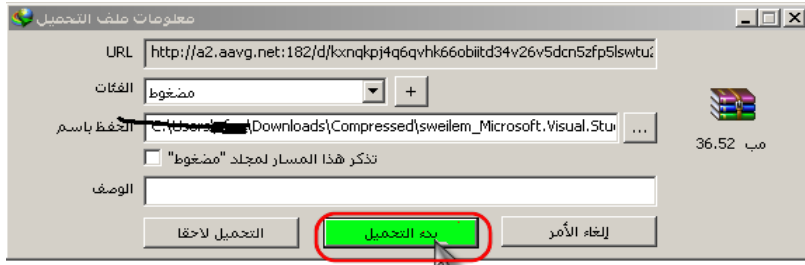 معلومات ملف التحميل
URL http://a2.aavg.net:182/d/kxnqkpj4q6qvhk66obiitd34v26v5dcn5zfp5lswtu2
الفئات مضغوط +
الحفظ باسم \Downloads\Compressed\sweilem_Microsoft.Visual.Stu ...
36.52 مب
تذكر هذا المسار لمجلد "مضغوط"
الوصف
التحميل لاحقا بدء التحميل إلغاء الأمر